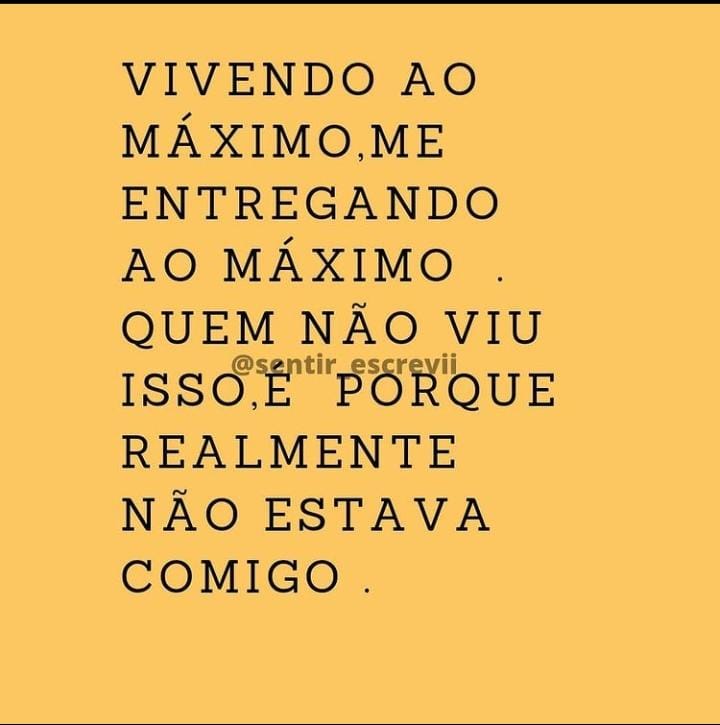 VIVENDO AO
MÁXIMO,ME
ENTREGANDO
AO MÁXIMO .
QUEM NÃO VIU
@sentir_escrevii
ISSO,É PORQUE
REALMENTE
NÃO ESTAVA
COMIGO .